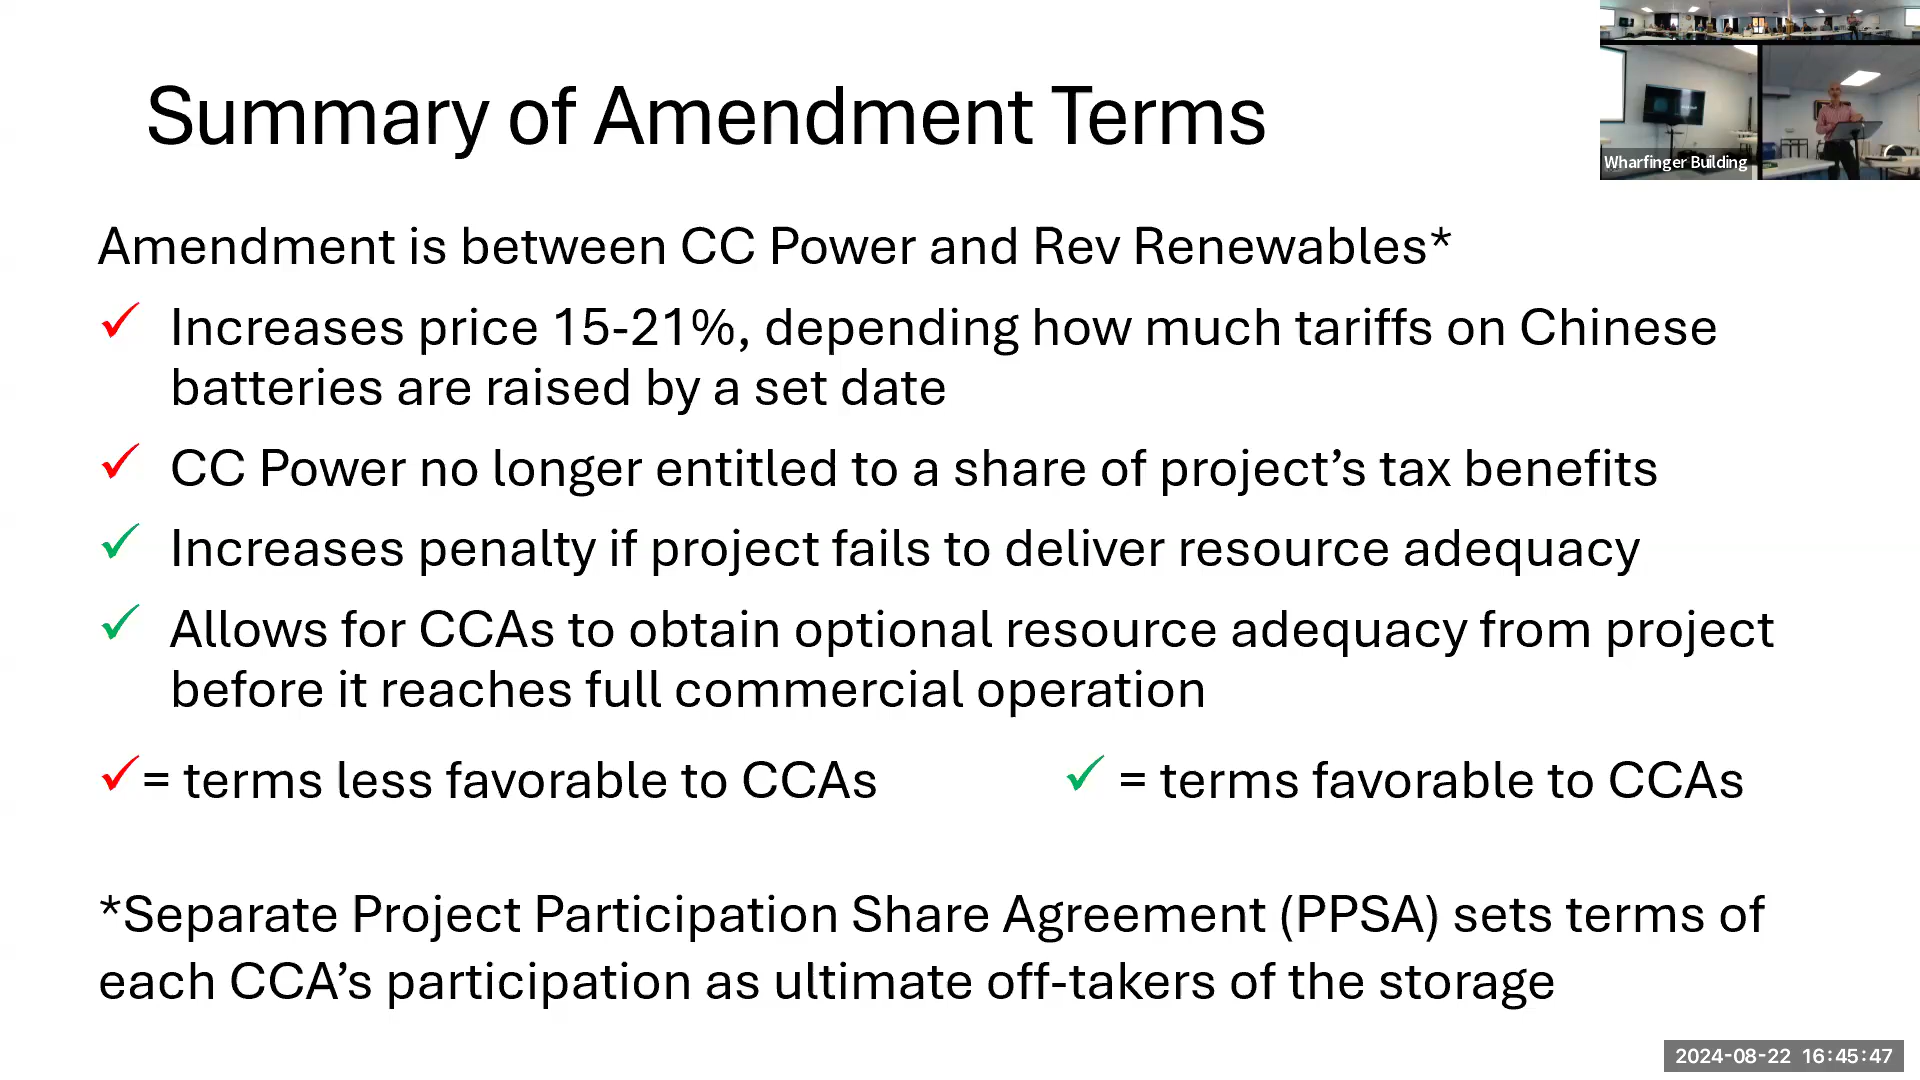 Summary of Amendment Terms
Wharfinger Building
Amendment is between CC Power and Rev Renewables*
✓ Increases price 15-21%, depending how much tariffs on Chinese
batteries are raised by a set date
✓ CC Power no longer entitled to a share of project’s tax benefits
✓ Increases penalty if project fails to deliver resource adequacy
✓ Allows for CCAs to obtain optional resource adequacy from project
before it reaches full commercial operation
✓= terms less favorable to CCAs
✓ = terms favorable to CCAs
*Separate Project Participation Share Agreement (PPSA) sets terms of
each CCA’s participation as ultimate off-takers of the storage
2024-08-22 16:45:47